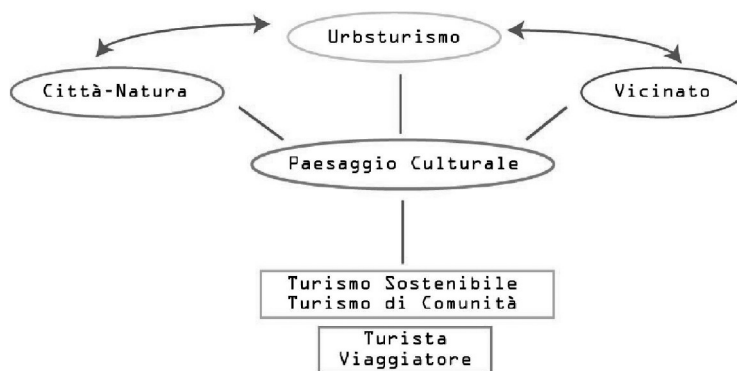 Urbsturismo
Città-Natura
Vicinato
Paesaggio Culturale
Turismo Sostenibile
Turismo di Comunità
Turista
Viaggiatore